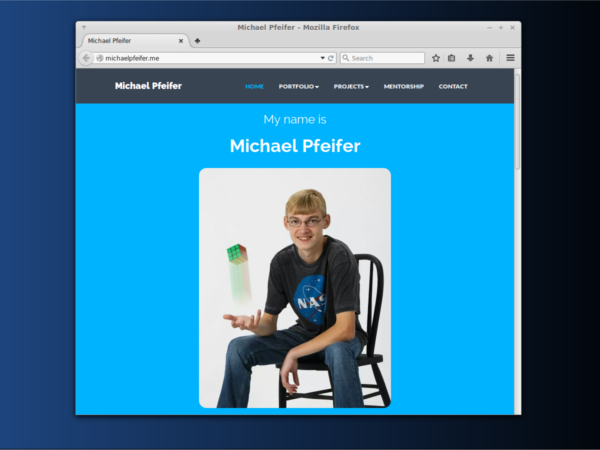 Michael Pfeifer - Mozilla Firefox
Michael Pfeifer
michaelpfeifer.me
Search
Michael Pfeifer
HOME PORTFOLIO PROJECTS MENTORSHIP CONTACT
My name is
Michael Pfeifer
NAS